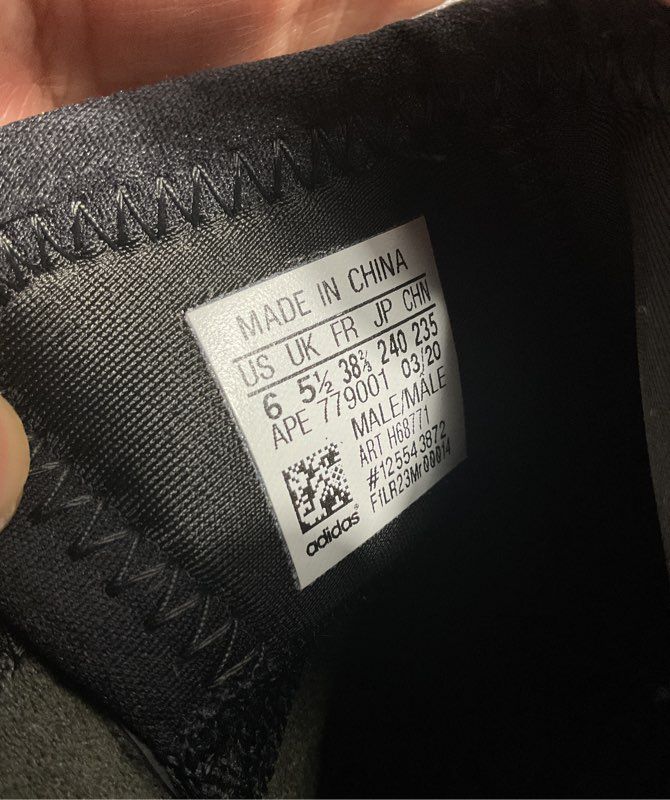 MADE IN CHINA
US UK FR JP CHN
6 5½ 38⅔ 240 235
APE 779001 03/20
MALE/MALE
ART H68771
#125543872
F1LR23Mr00014
adidas